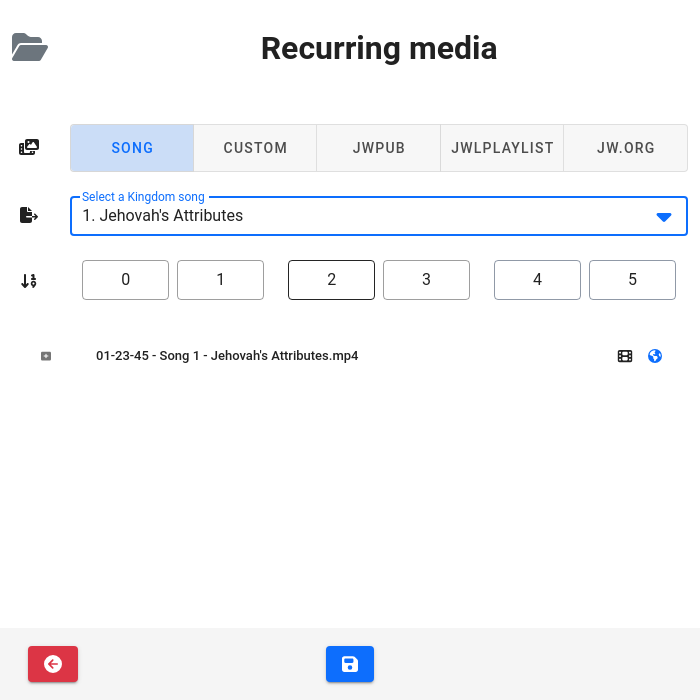 Recurring media
SONG CUSTOM JWPUB JWLPLAYLIST JW.ORG
Select a Kingdom song
1. Jehovah's Attributes
0 1 2 3 4 5
01-23-45 - Song 1 - Jehovah's Attributes.mp4